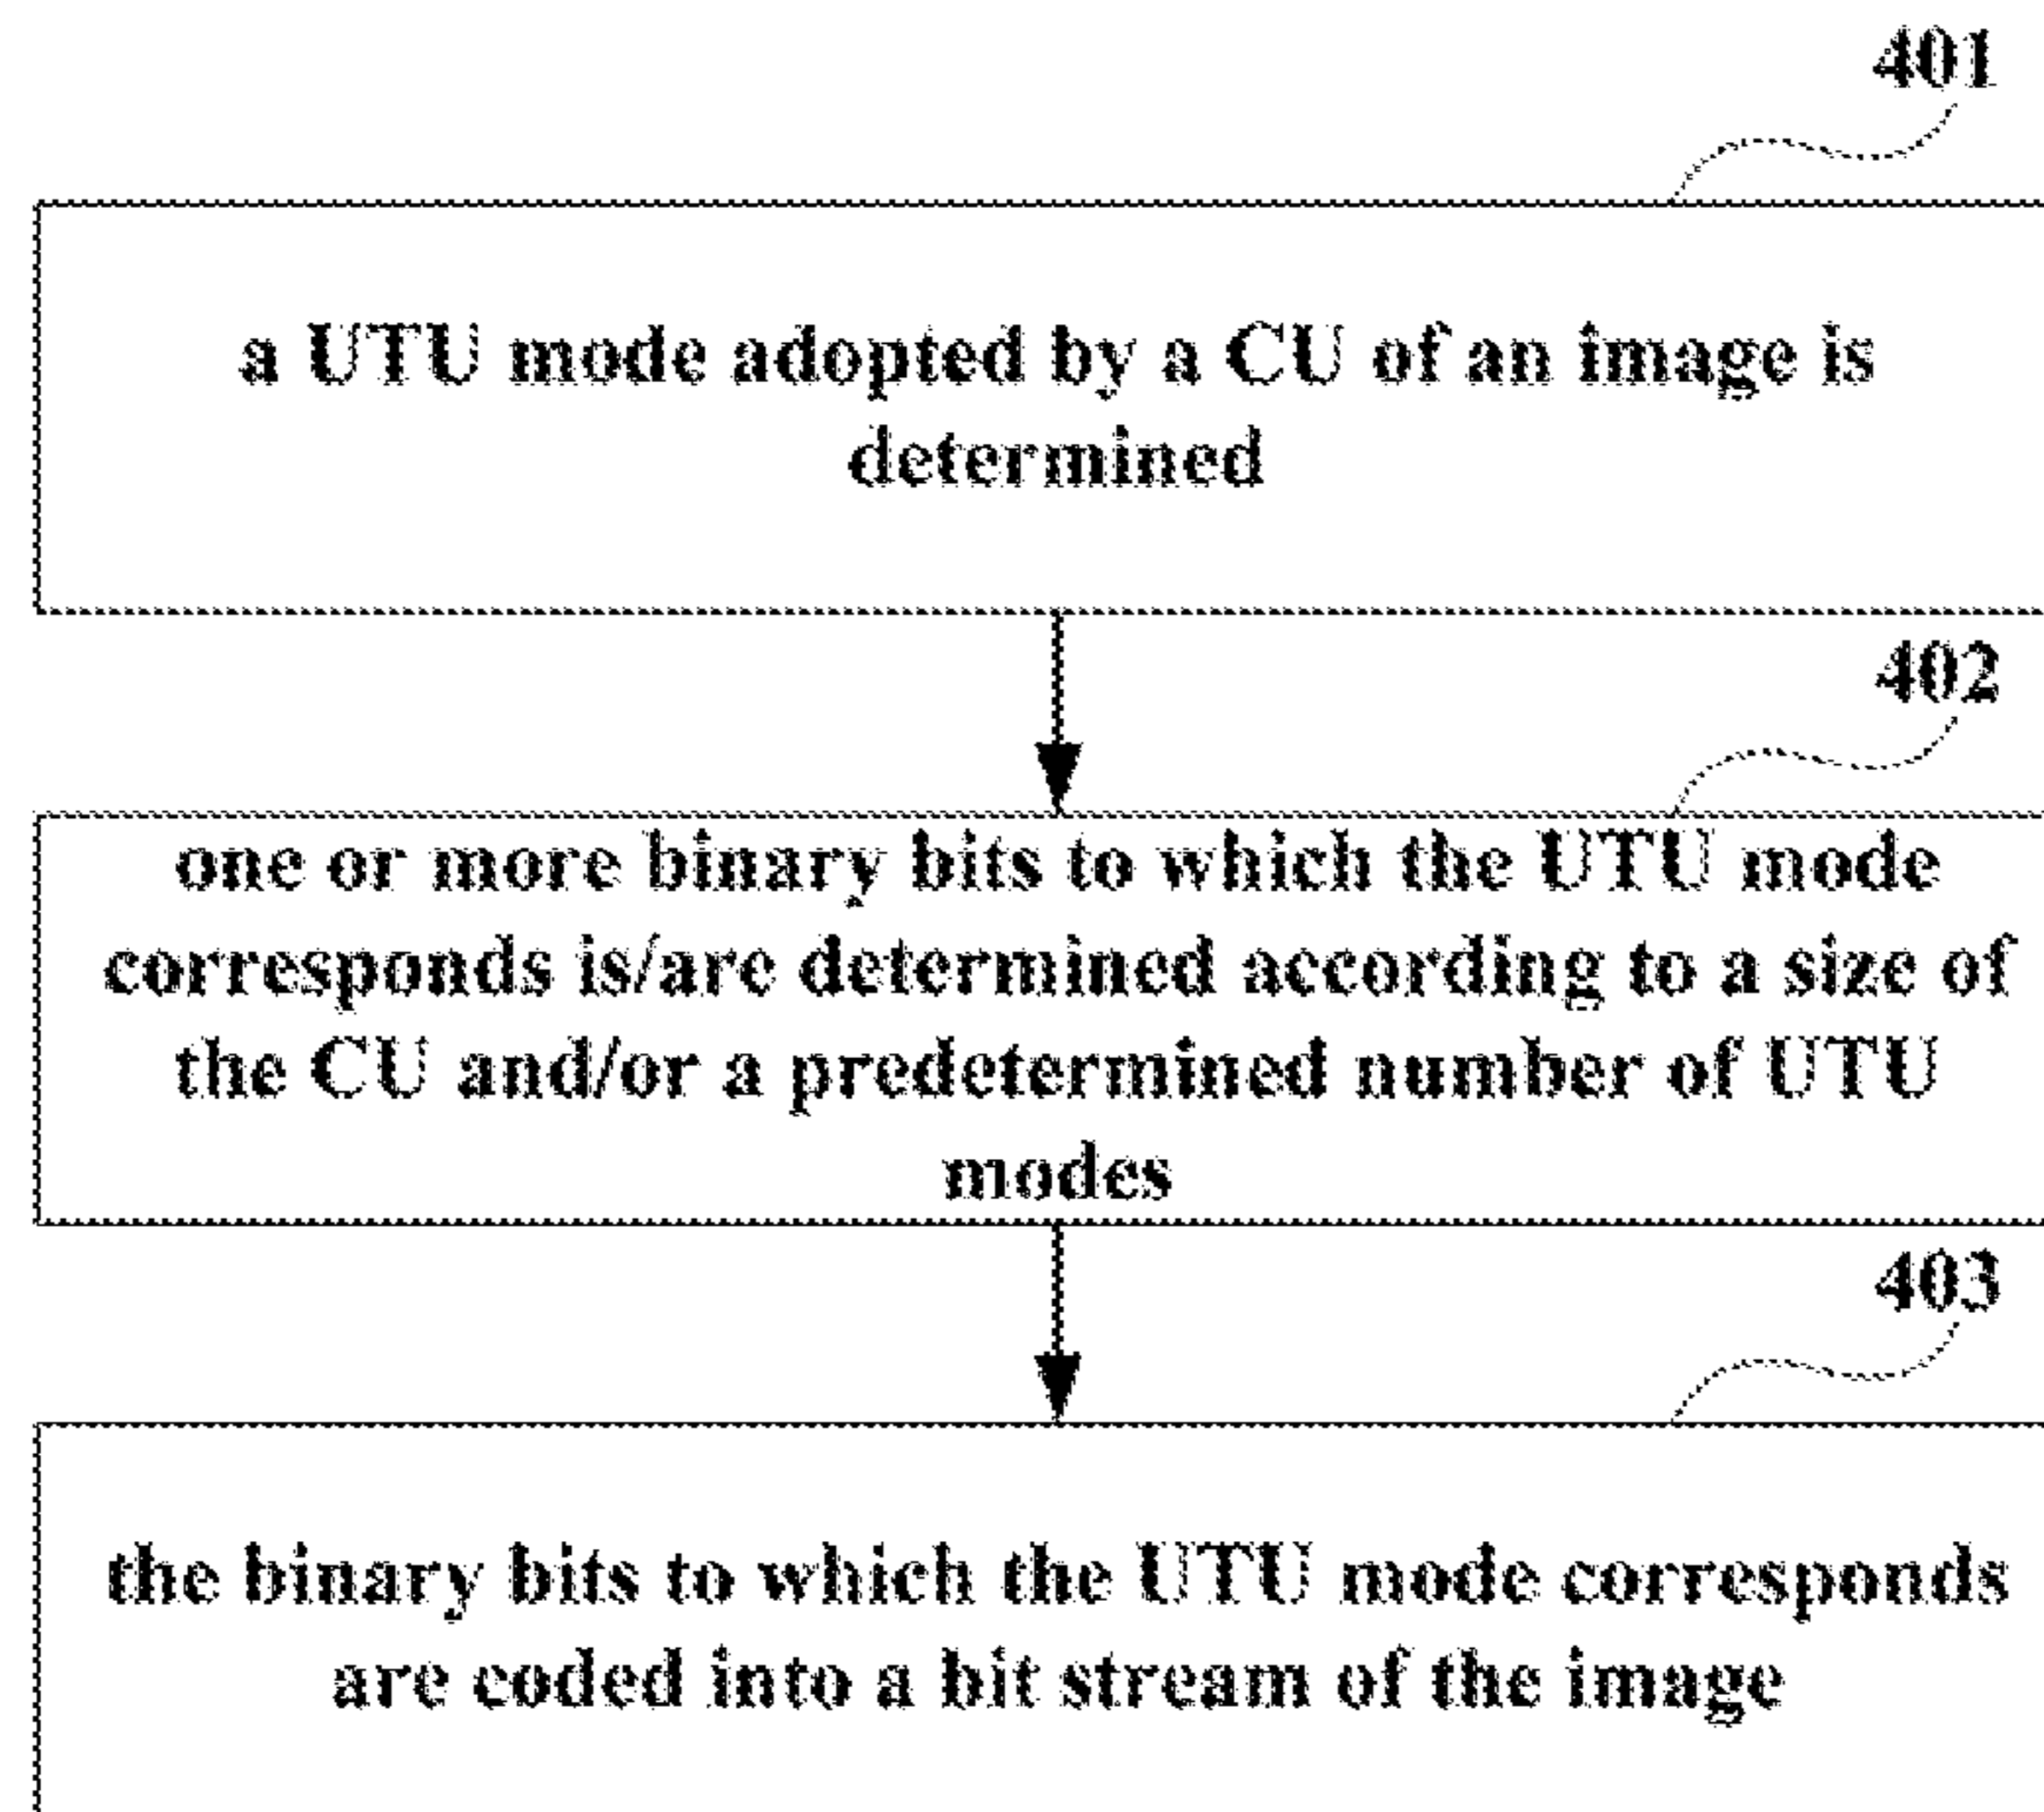 401
a UTU mode adopted by a CU of an image is
determined
402
one or more binary bits to which the UTU mode
corresponds is/are determined according to a size of
the CU and/or a predetermined number of UTU
modes
403
the binary bits to which the UTU mode corresponds
are coded into a bit stream of the image